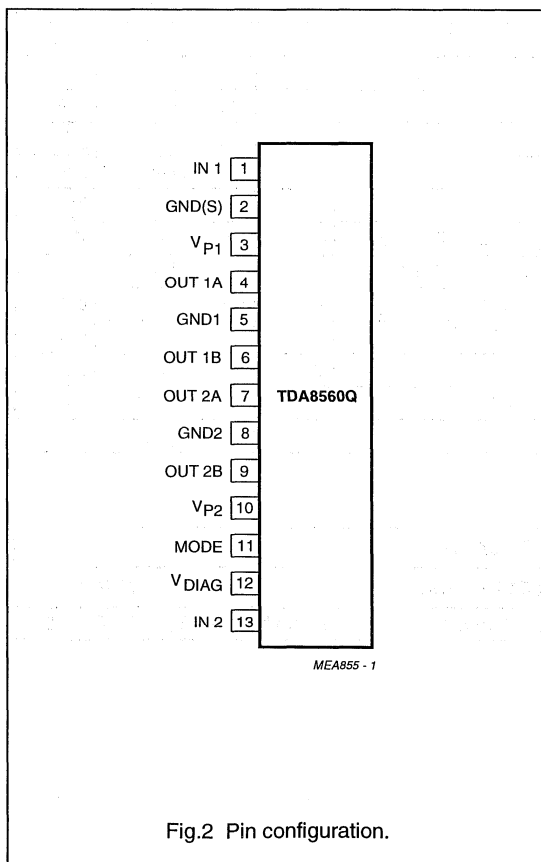 IN 1 1
GND(S) 2
VP1 3
OUT 1A 4
GND1 5
OUT 1B 6
OUT 2A 7 TDA8560Q
GND2 8
OUT 2B 9
VP2 10
MODE 11
VDIAG 12
IN 2 13
MEA855 - 1
Fig.2 Pin configuration.